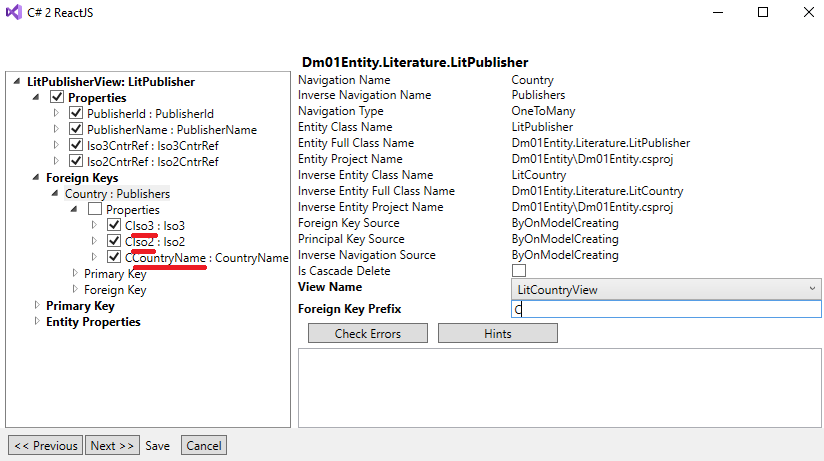 C# 2 ReactJS
LitPublisherView: LitPublisher
Properties
PublisherId : PublisherId
PublisherName : PublisherName
Iso3CntrRef : Iso3CntrRef
Iso2CntrRef : Iso2CntrRef
Foreign Keys
Country : Publishers
Properties
CIso3 : Iso3
CIso2 : Iso2
CCountryName : CountryName
Primary Key
Foreign Key
Primary Key
Entity Properties
Dm01Entity.Literature.LitPublisher
Navigation Name Country
Inverse Navigation Name Publishers
Navigation Type OneToMany
Entity Class Name LitPublisher
Entity Full Class Name Dm01Entity.Literature.LitPublisher
Entity Project Name Dm01Entity\Dm01Entity.csproj
Inverse Entity Class Name LitCountry
Inverse Entity Full Class Name Dm01Entity.Literature.LitCountry
Inverse Entity Project Name Dm01Entity\Dm01Entity.csproj
Foreign Key Source ByOnModelCreating
Principal Key Source ByOnModelCreating
Inverse Navigation Source ByOnModelCreating
Is Cascade Delete
View Name LitCountryView
Foreign Key Prefix C
Check Errors Hints
<< Previous Next >> Save Cancel